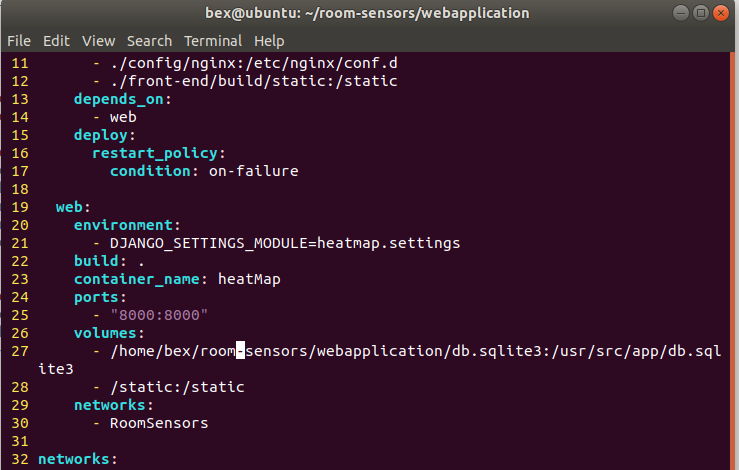 bex@ubuntu: ~/room-sensors/webapplication
File Edit View Search Terminal Help
11       - ./config/nginx:/etc/nginx/conf.d
12       - ./front-end/build/static:/static
13     depends_on:
14       - web
15     deploy:
16       restart_policy:
17         condition: on-failure
18
19   web:
20     environment:
21       - DJANGO_SETTINGS_MODULE=heatmap.settings
22     build: .
23     container_name: heatMap
24     ports:
25       - "8000:8000"
26     volumes:
27       - /home/bex/room-sensors/webapplication/db.sqlite3:/usr/src/app/db.sql
ite3
28       - /static:/static
29     networks:
30       - RoomSensors
31
32 networks: